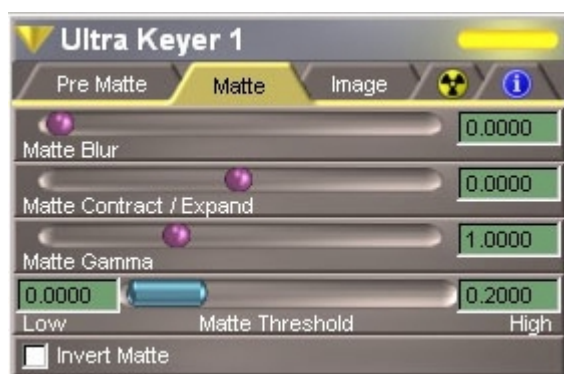 Ultra Keyer 1
Pre Matte Matte Image i
0.0000
Matte Blur
0.0000
Matte Contract / Expand
1.0000
Matte Gamma
0.0000 0.2000
Low Matte Threshold High
Invert Matte